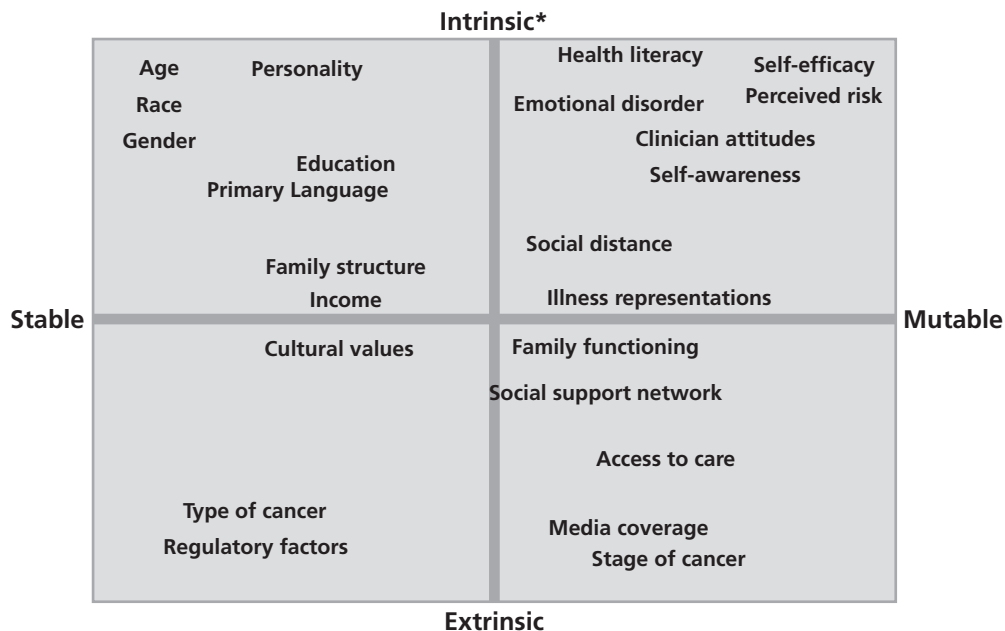 Intrinsic*
Age
Personality
Race
Gender
Education
Primary Language
Family structure
Income
Health literacy
Self-efficacy
Perceived risk
Emotional disorder
Clinician attitudes
Self-awareness
Social distance
Illness representations
Stable
Mutable
Cultural values
Type of cancer
Regulatory factors
Family functioning
Social support network
Access to care
Media coverage
Stage of cancer
Extrinsic